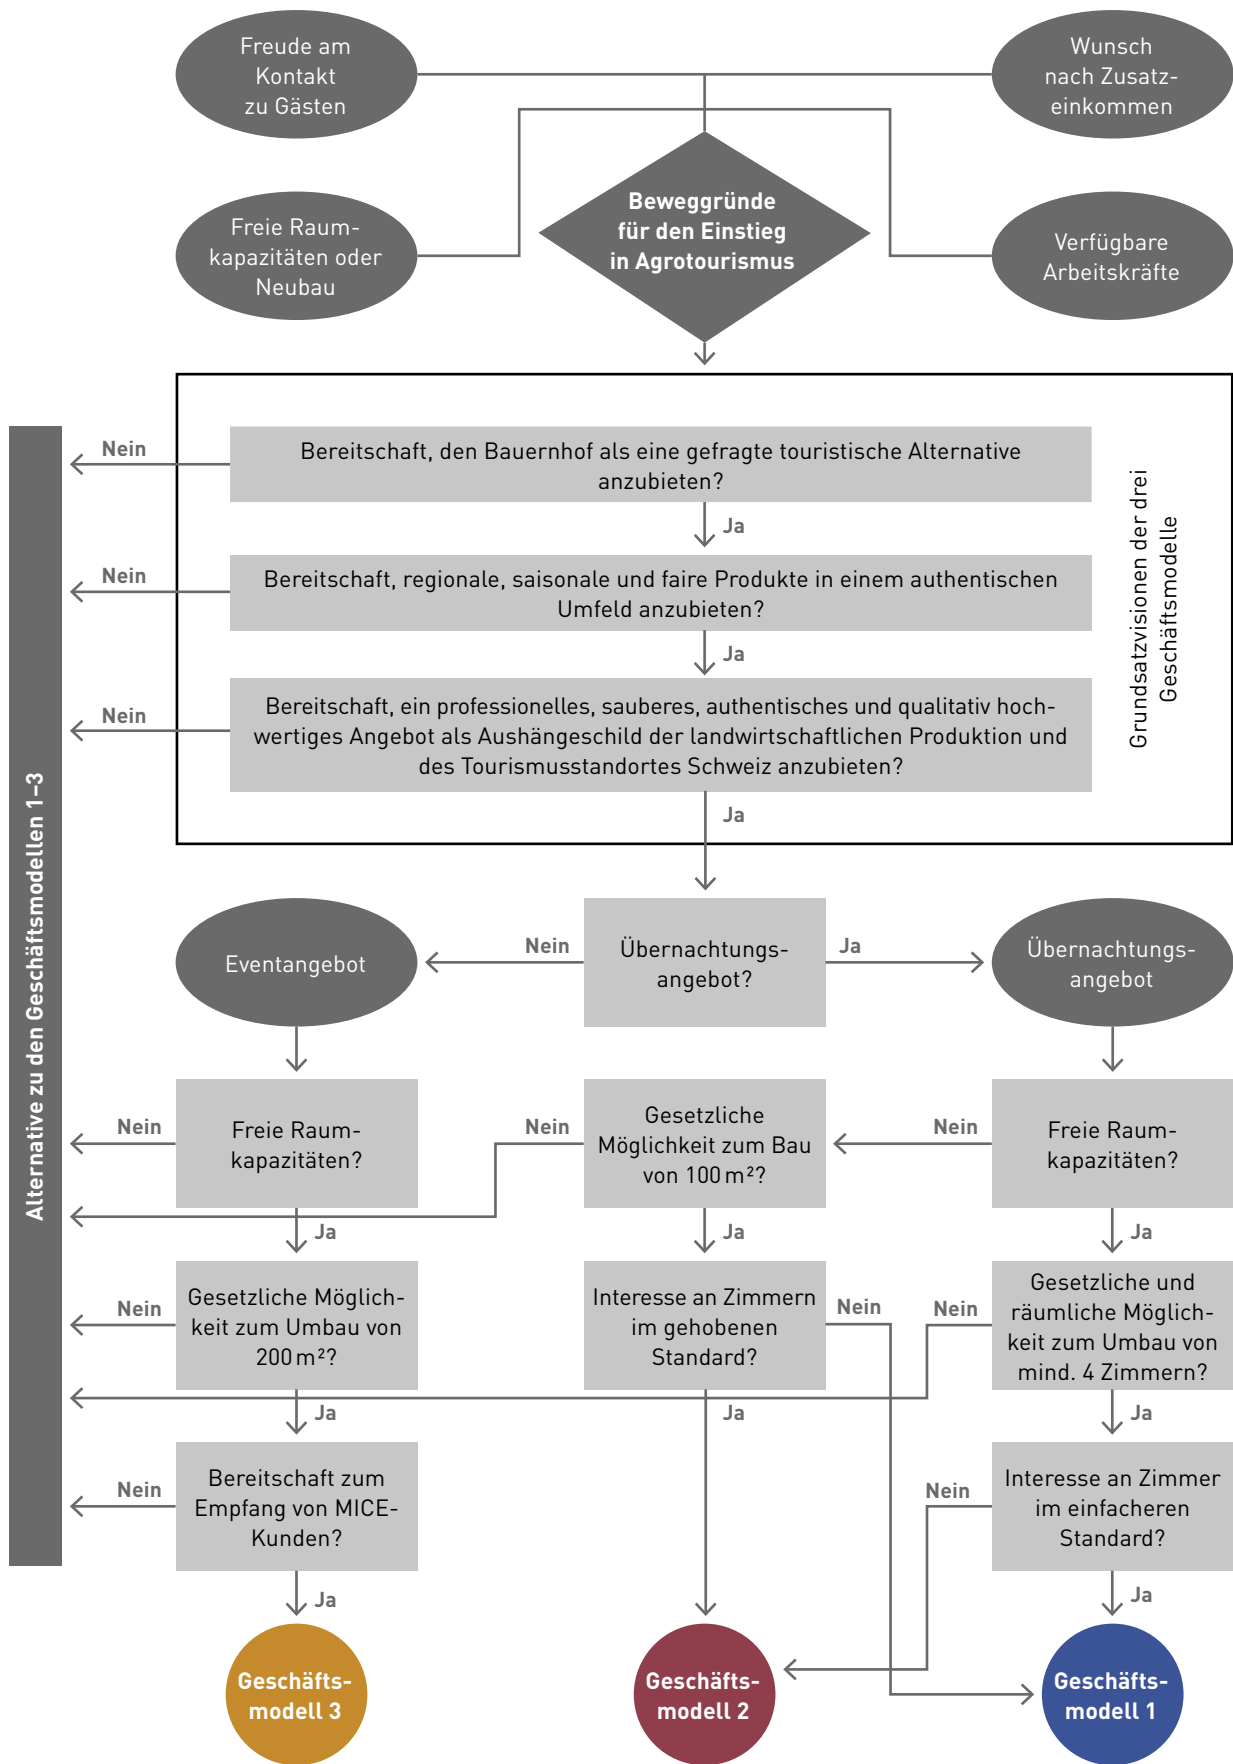 Freude am
Kontakt
zu Gästen
Wunsch
nach Zusatz-
einkommen
Beweggründe
für den Einstieg
in Agrotourismus
Freie Raum-
kapazitäten oder
Neubau
Verfügbare
Arbeitskräfte
Nein
Bereitschaft, den Bauernhof als eine gefragte touristische Alternative
anzubieten?
Ja
Nein
Bereitschaft, regionale, saisonale und faire Produkte in einem authentischen
Umfeld anzubieten?
Ja
Nein
Bereitschaft, ein professionelles, sauberes, authentisches und qualitativ hoch-
wertiges Angebot als Aushängeschild der landwirtschaftlichen Produktion und
des Tourismusstandortes Schweiz anzubieten?
Ja
Grundsatzvisionen der drei
Geschäftsmodelle
Alternative zu den Geschäftsmodellen 1–3
Eventangebot
Nein
Übernachtungs-
angebot?
Ja
Übernachtungs-
angebot
Nein
Freie Raum-
kapazitäten?
Ja
Nein
Gesetzliche
Möglichkeit zum Bau
von 100 m²?
Ja
Nein
Freie Raum-
kapazitäten?
Ja
Nein
Gesetzliche Möglich-
keit zum Umbau von
200 m²?
Ja
Interesse an Zimmern
im gehobenen
Standard?
Nein
Ja
Nein
Gesetzliche und
räumliche Möglich-
keit zum Umbau von
mind. 4 Zimmern?
Ja
Nein
Bereitschaft zum
Empfang von MICE-
Kunden?
Ja
Nein
Interesse an Zimmer
im einfacheren
Standard?
Ja
Geschäfts-
modell 3
Geschäfts-
modell 2
Geschäfts-
modell 1